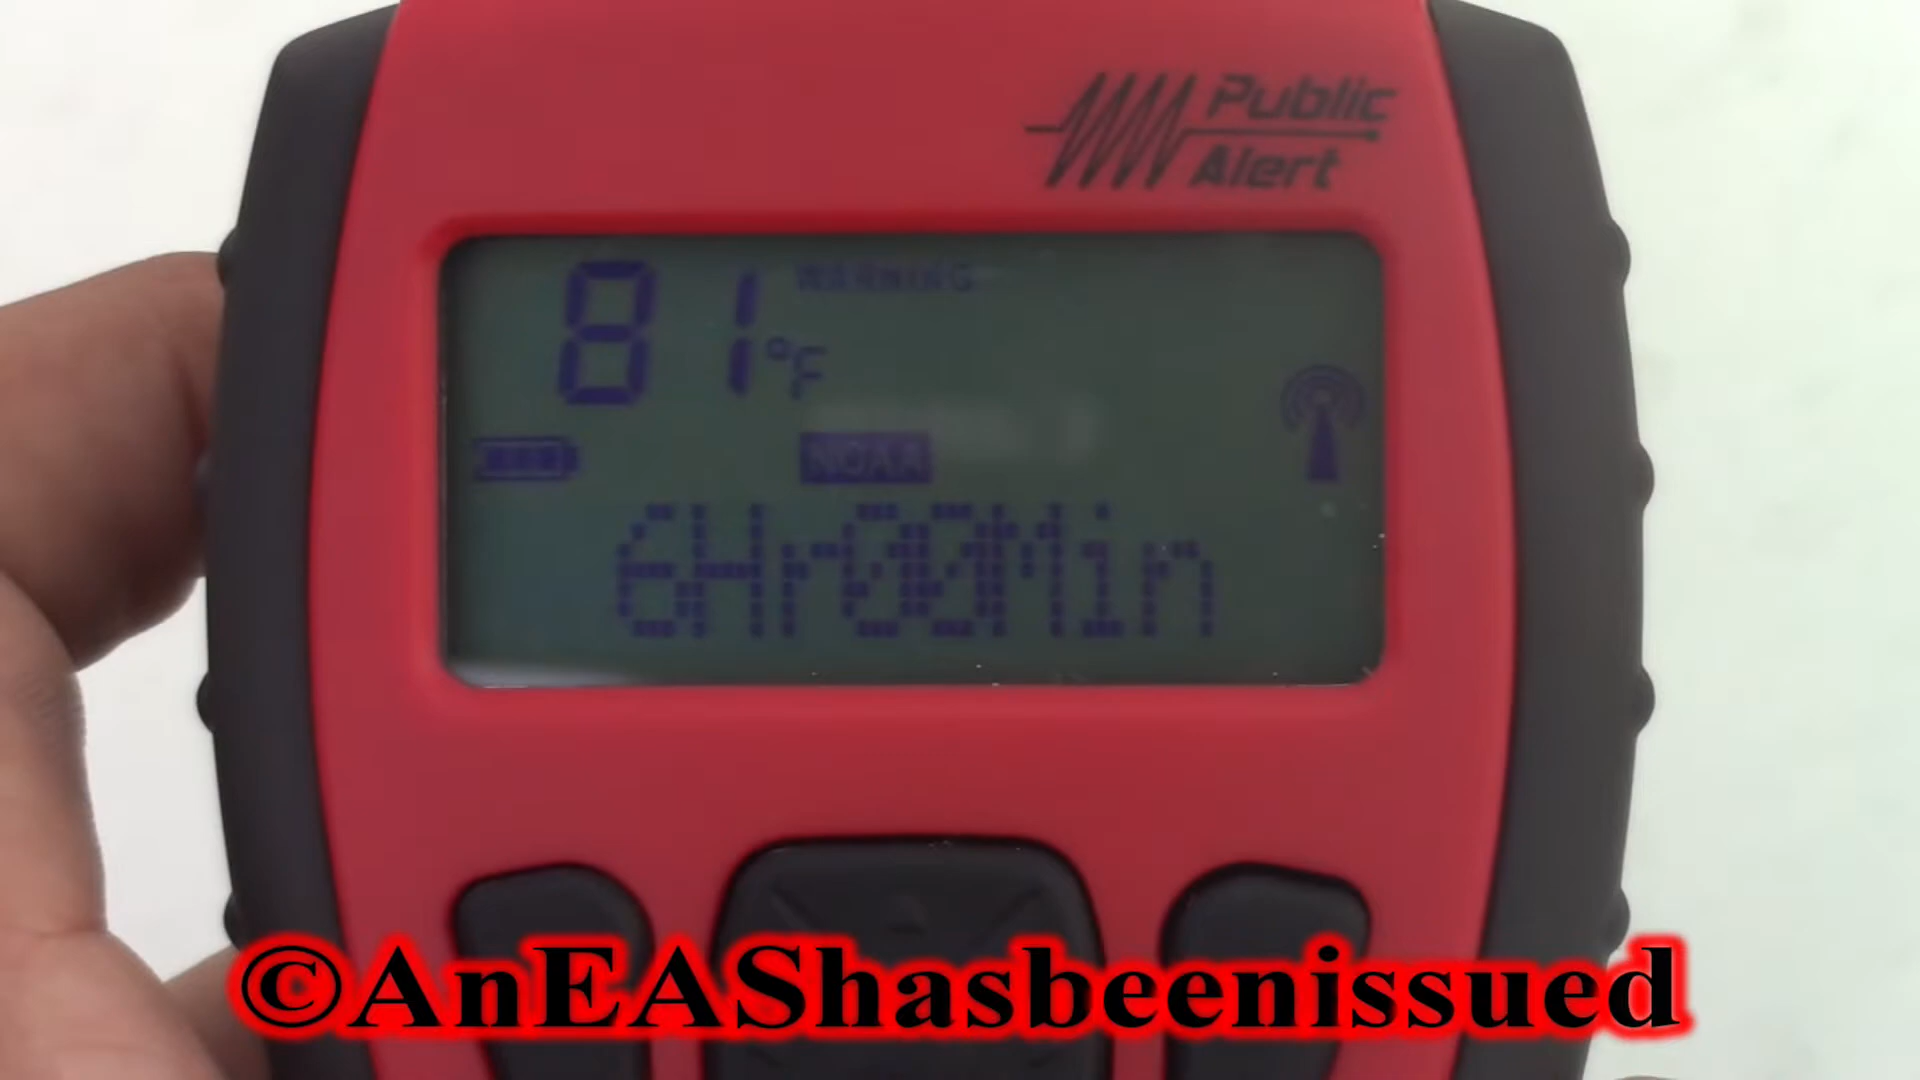 Public
Alert
WARNING
81°F
NOAA
6Hr00Min
©AnEAShasbeenissued